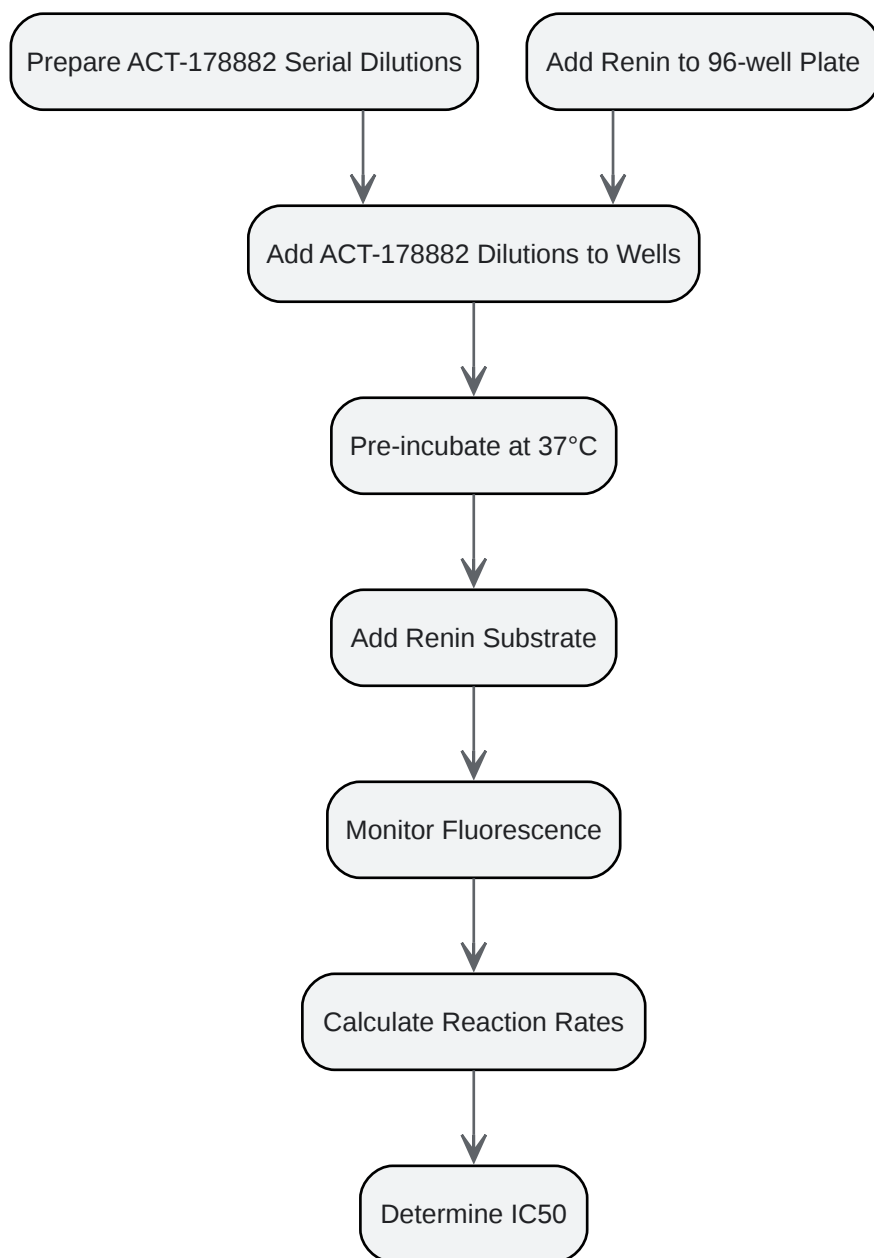 Prepare ACT-178882 Serial Dilutions
Add Renin to 96-well Plate
Add ACT-178882 Dilutions to Wells
Pre-incubate at 37°C
Add Renin Substrate
Monitor Fluorescence
Calculate Reaction Rates
Determine IC50